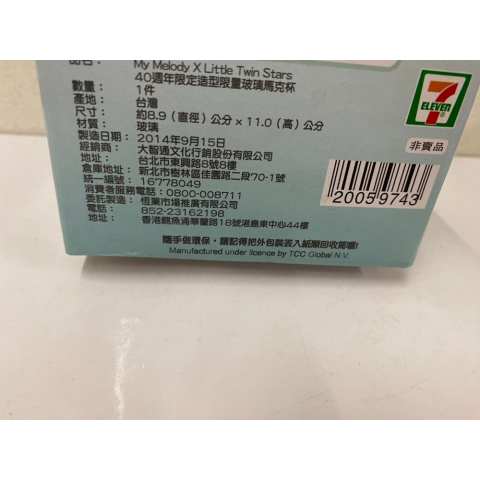 品名： My Melody X Little Twin Stars
40週年限定造型限量玻璃馬克杯
數量： 1件
產地： 台灣
尺寸： 約8.9（直徑）公分 x 11.0（高）公分
材質： 玻璃
製造日期： 2014年9月15日
經銷商： 大智通文化行銷股份有限公司
地址： 台北市東興路8號8樓
倉庫地址： 新北市樹林區佳園路二段70-1號
統一編號： 16778049
消費者服務電話：0800-008711
委託製造： 恆業市場推廣有限公司
電話： 852-23162198
地址： 香港鰂魚涌華蘭路18號港島東中心44樓
隨手做環保，請記得把外包裝丟入紙類回收筒喔!
Manufactured under licence by TCC Global N.V.
7
ELEVEN
®
非賣品
20059743